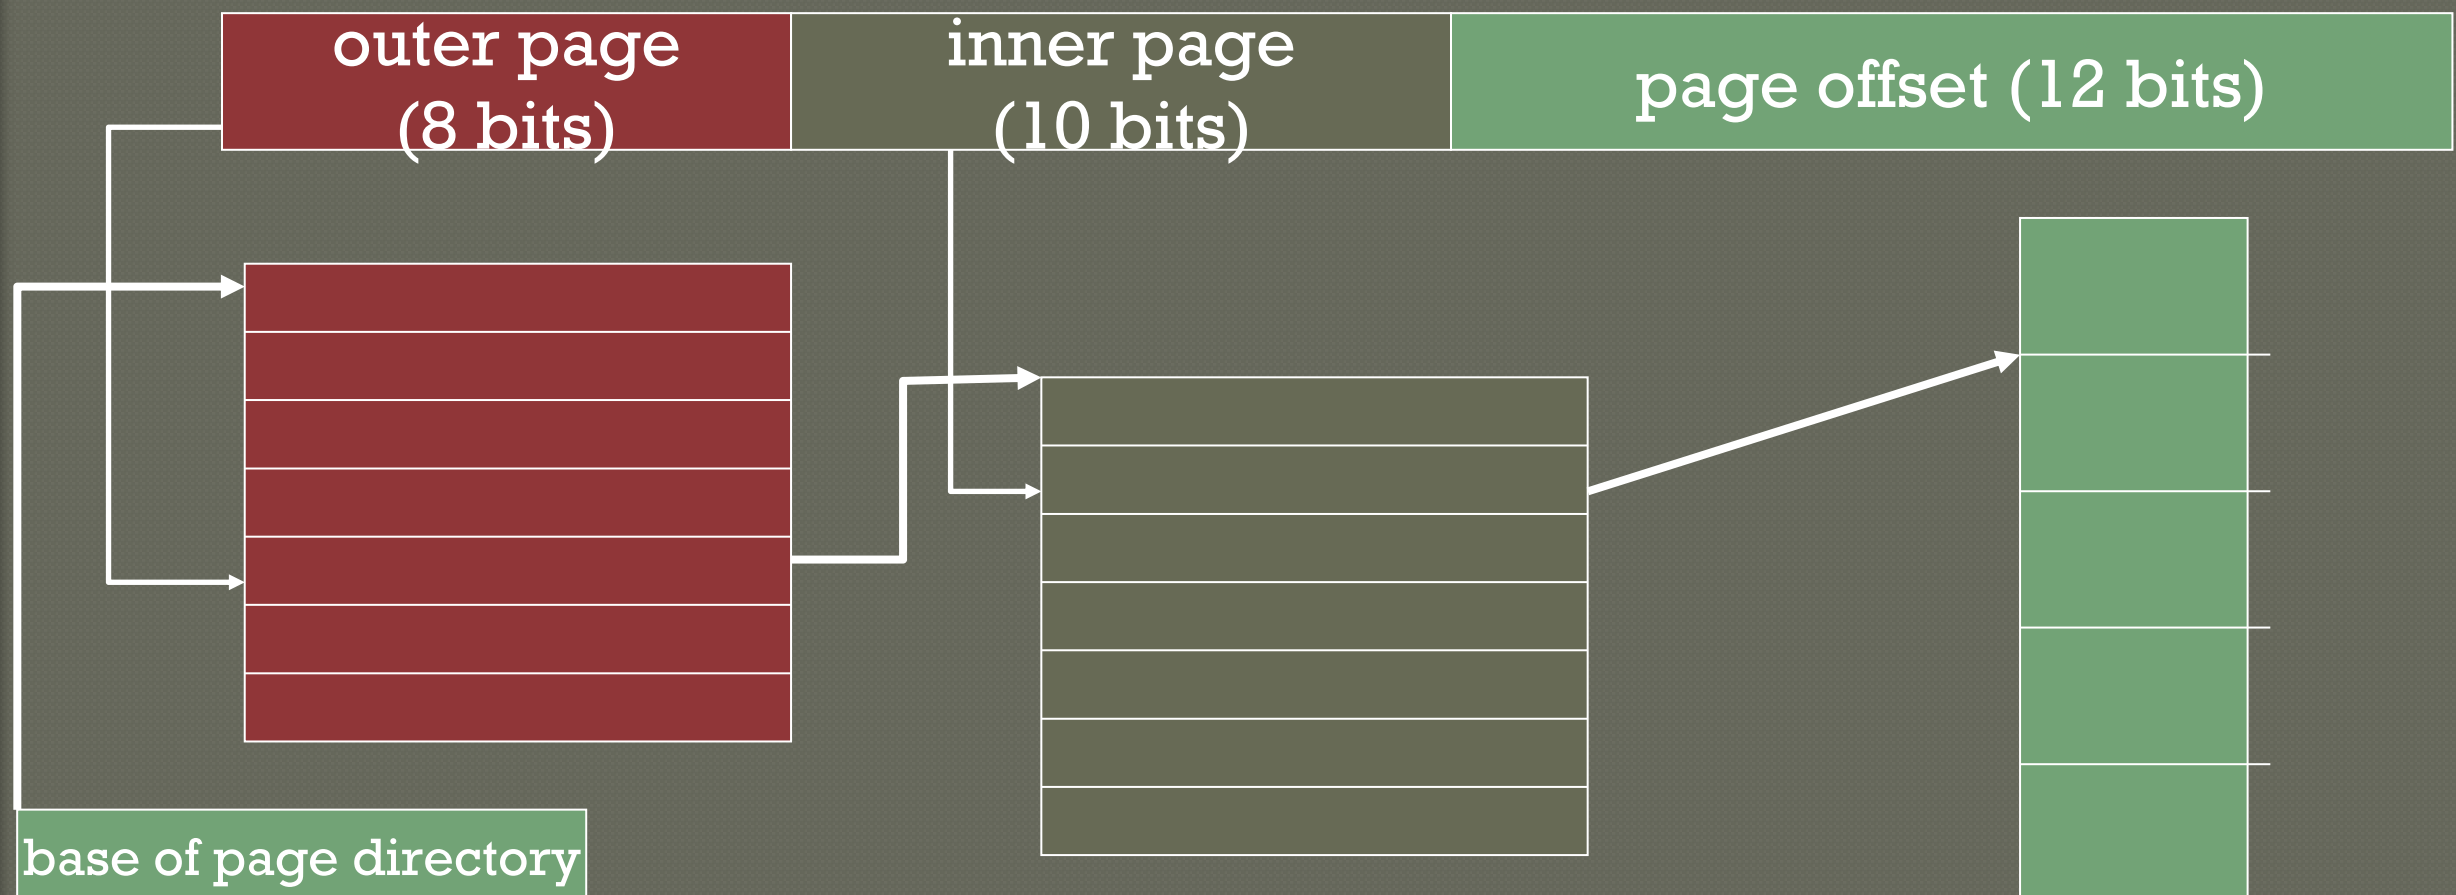 outer page
(8 bits)
inner page
(10 bits)
page offset (12 bits)
base of page directory